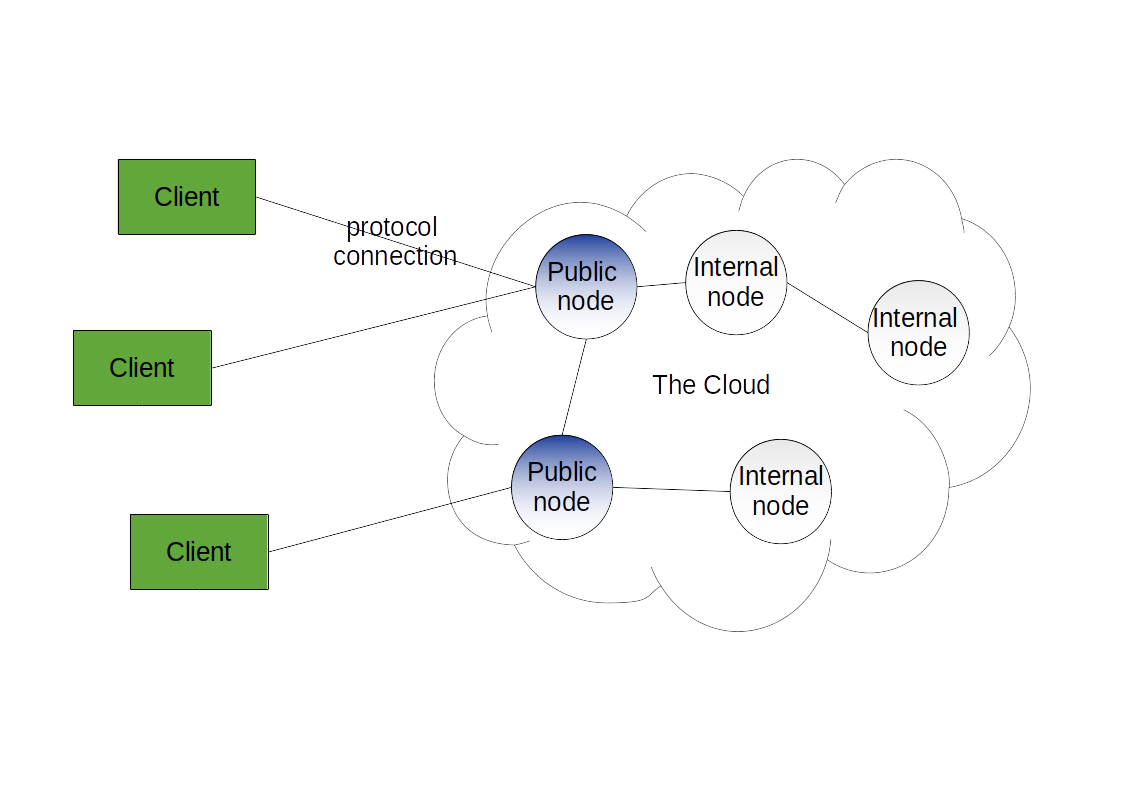 Client
protocol
connection
Client
Client
Public
node
Internal
node
Internal
node
The Cloud
Public
node
Internal
node